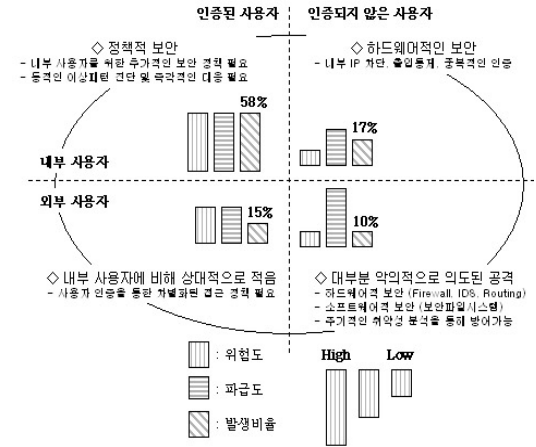 인증된 사용자
인증되지 않은 사용자
◇ 정책적 보안
- 내부 사용자를 위한 추가적인 보안 정책 필요
- 동적인 이상패턴 진단 및 즉각적인 대응 필요
◇ 하드웨어적인 보안
- 내부 IP 차단, 출입통제, 중복적인 인증
58%
17%
내부 사용자
외부 사용자
15%
10%
◇ 내부 사용자에 비해 상대적으로 적음
- 사용자 인증을 통한 차별화된 접근 정책 필요
◇ 대부분 악의적으로 의도된 공격
- 하드웨어적 보안 (Firewall, IDS, Routing)
- 소프트웨어적 보안 (보안파일시스템)
- 주기적인 취약성 분석을 통해 방어가능
: 위험도
: 파급도
: 발생비율
High
Low